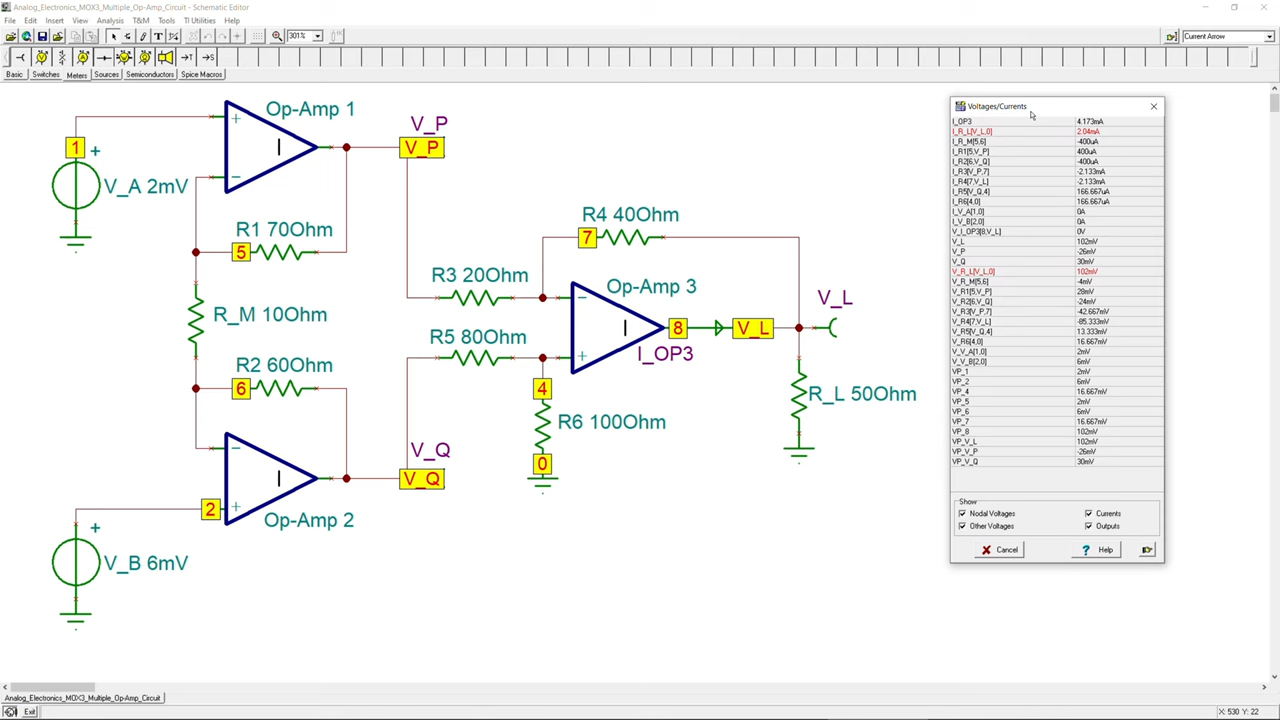 Analog_Electronics_MOX3_Multiple_Op-Amp_Circuit - Schematic Editor
File Edit Insert View Analysis T&M Tools TI Utilities Help
301%
Current Arrow
Basic Switches Meters Sources Semiconductors Spice Macros
Op-Amp 1
V_P
V_P
1
V_A 2mV
R1 70Ohm
5
R_M 10Ohm
R2 60Ohm
6
V_Q
V_Q
2
Op-Amp 2
V_B 6mV
R4 40Ohm
7
R3 20Ohm
Op-Amp 3
R5 80Ohm
8
V_L
V_L
I_OP3
4
R6 100Ohm
0
R_L 50Ohm
Voltages/Currents
I_OP3 4.173mA
I_R_L[V_L,0] 2.04mA
I_R_M[5,6] -400uA
I_R1[5,V_P] 400uA
I_R2[6,V_Q] -400uA
I_R3[V_P,7] -2.133mA
I_R4[7,V_L] -2.133mA
I_R5[V_Q,4] 166.667uA
I_R6[4,0] 166.667uA
I_V_A[1,0] 0A
I_V_B[2,0] 0A
V_I_OP3[8,V_L] 0V
V_L 102mV
V_P -26mV
V_Q 30mV
V_R_L[V_L,0] 102mV
V_R_M[5,6] -4mV
V_R1[5,V_P] 28mV
V_R2[6,V_Q] -24mV
V_R3[V_P,7] -42.667mV
V_R4[7,V_L] -85.333mV
V_R5[V_Q,4] 13.333mV
V_R6[4,0] 16.667mV
V_V_A[1,0] 2mV
V_V_B[2,0] 6mV
VP_1 2mV
VP_2 6mV
VP_4 16.667mV
VP_5 2mV
VP_6 6mV
VP_7 16.667mV
VP_8 102mV
VP_V_L 102mV
VP_V_P -26mV
VP_V_Q 30mV
Show
Nodal Voltages Currents
Other Voltages Outputs
Cancel ? Help
Analog_Electronics_MOX3_Multiple_Op-Amp_Circuit
Exit
X: 530 Y: 22